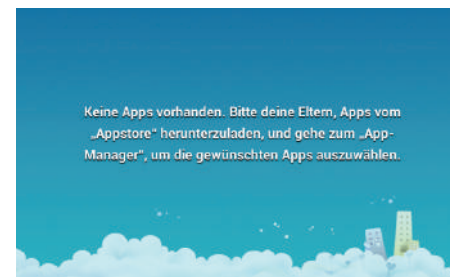 Keine Apps vorhanden. Bitte deine Eltern, Apps vom
„Appstore“ herunterzuladen, und gehe zum „App-
Manager“, um die gewünschten Apps auszuwählen.